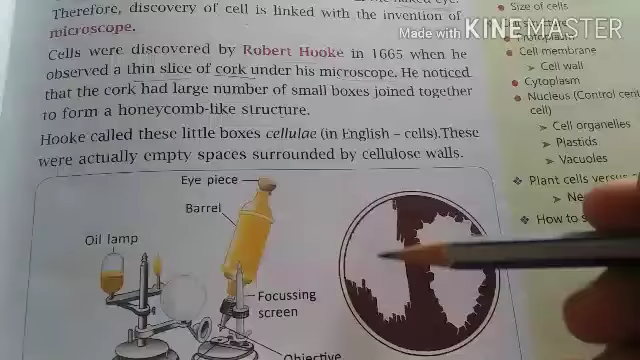 Therefore, discovery of cell is linked with the invention of
microscope.
Cells were discovered by Robert Hooke in 1665 when he
observed a thin slice of cork under his microscope. He noticed
that the cork had large number of small boxes joined together
to form a honeycomb-like structure.
Hooke called these little boxes cellulae (in English – cells).These
were actually empty spaces surrounded by cellulose walls.
Eye piece
Barrel
Oil lamp
Focussing
screen
Objective
Size of cells
Cell membrane
Cell wall
Cytoplasm
Nucleus (Control cent
cell)
Cell organelles
Plastids
Vacuoles
Plant cells versus
How to
Made with KINEMASTER